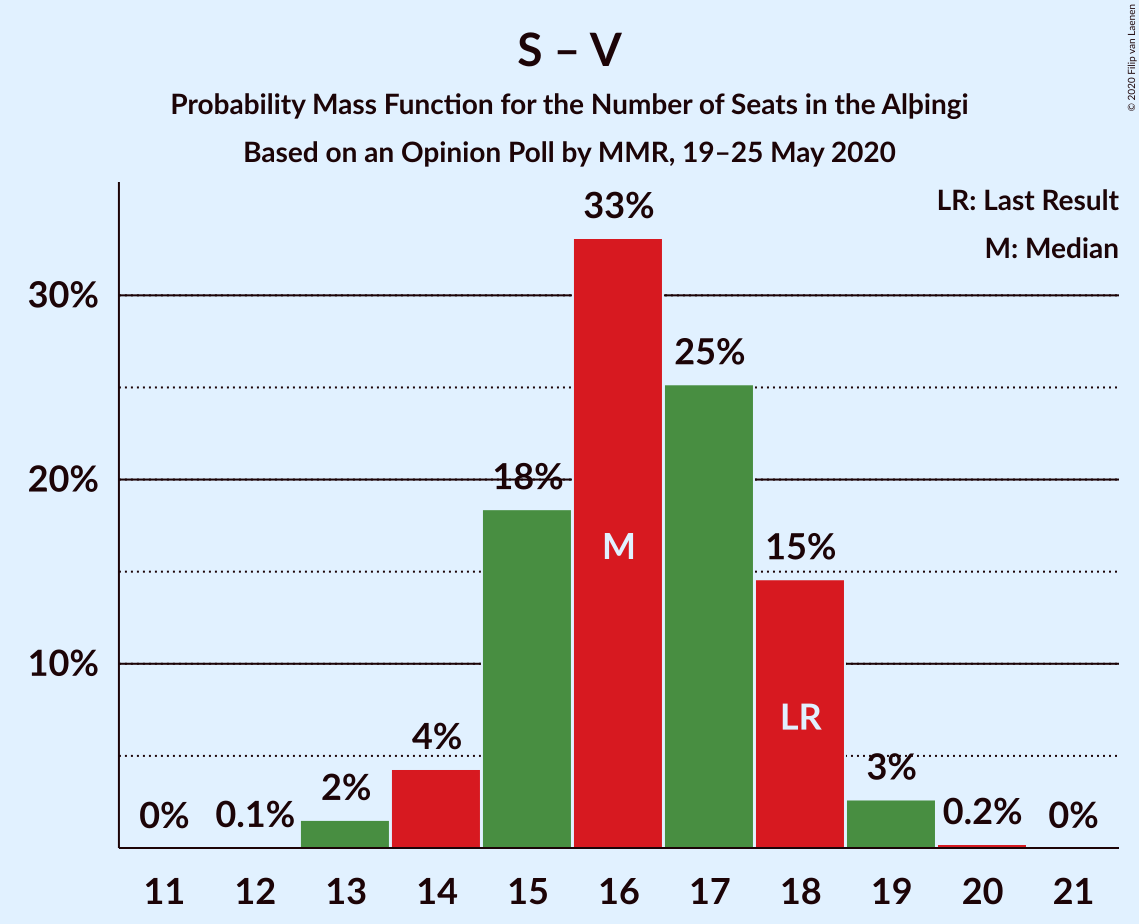 S – V
Probability Mass Function for the Number of Seats in the Alþingi
Based on an Opinion Poll by MMR, 19–25 May 2020
© 2020 Filip van Laenen
LR: Last Result
M: Median
33%
30%
25%
20%
18%
M
15%
10%
LR
4%
3%
2%
0%
0.1%
0.2%
0%
11 12 13 14 15 16 17 18 19 20 21